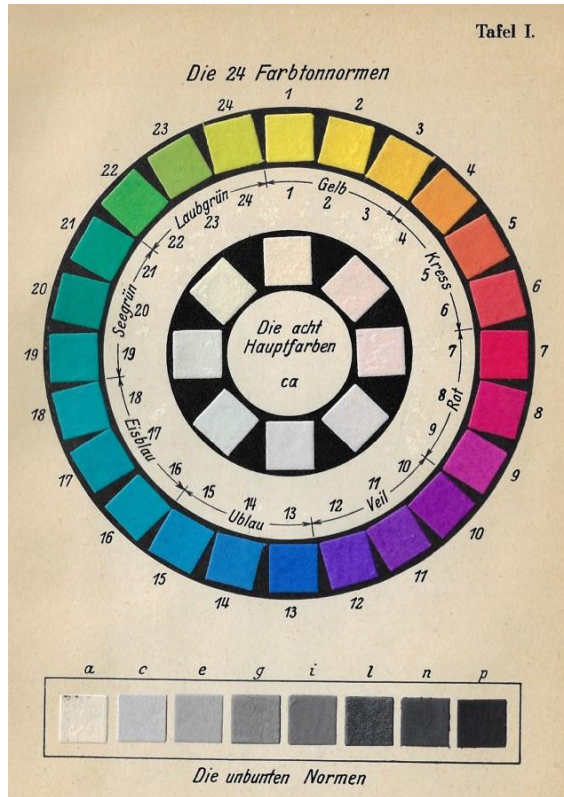 Tafel I.
Die 24 Farbtonnormen
1
2
3
4
5
6
7
8
9
10
11
12
13
14
15
16
17
18
19
20
21
22
23
24
Gelb
1 2 3
Kress
4 5 6
Rot
7 8 9
Veil
10 11 12
Ublau
13 14 15
Eisblau
16 17 18
Seegrün
19 20 21
Laubgrün
22 23 24
Die acht
Hauptfarben
ca
a c e g i l n p
Die unbunten Normen